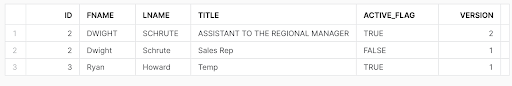 ID FNAME LNAME TITLE ACTIVE_FLAG VERSION
1 2 DWIGHT SCHRUTE ASSISTANT TO THE REGIONAL MANAGER TRUE 2
2 2 Dwight Schrute Sales Rep FALSE 1
3 3 Ryan Howard Temp TRUE 1